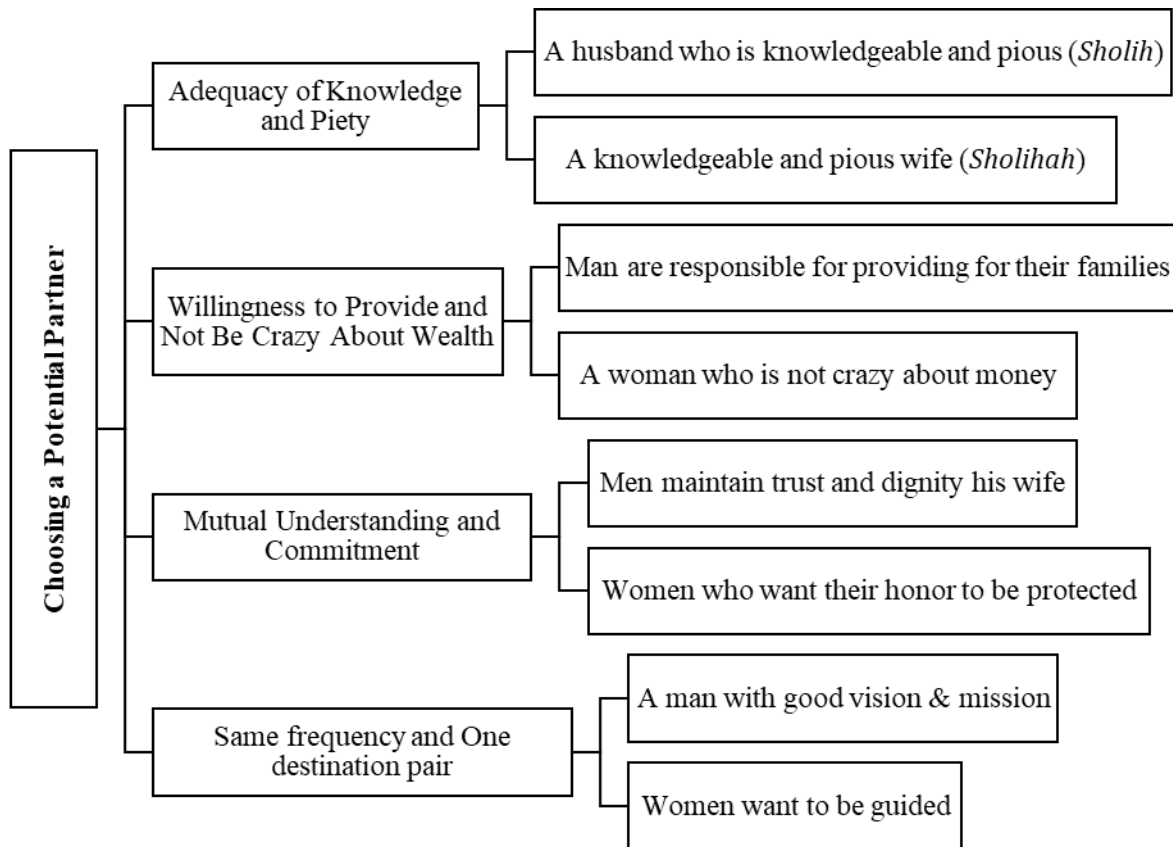 Choosing a Potential Partner
Adequacy of Knowledge
and Piety
A husband who is knowledgeable and pious (Sholih)
A knowledgeable and pious wife (Sholihah)
Willingness to Provide and
Not Be Crazy About Wealth
Man are responsible for providing for their families
A woman who is not crazy about money
Mutual Understanding and
Commitment
Men maintain trust and dignity his wife
Women who want their honor to be protected
Same frequency and One
destination pair
A man with good vision & mission
Women want to be guided